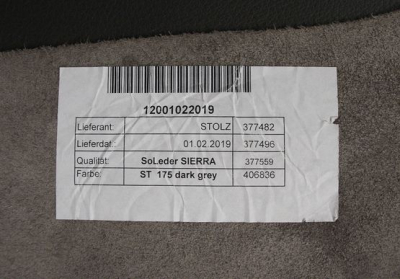 12001022019
Lieferant: STOLZ 377482
Lieferdat. 01.02.2019 377496
Qualität: SoLeder SIERRA 377559
Farbe: ST 175 dark grey 406836